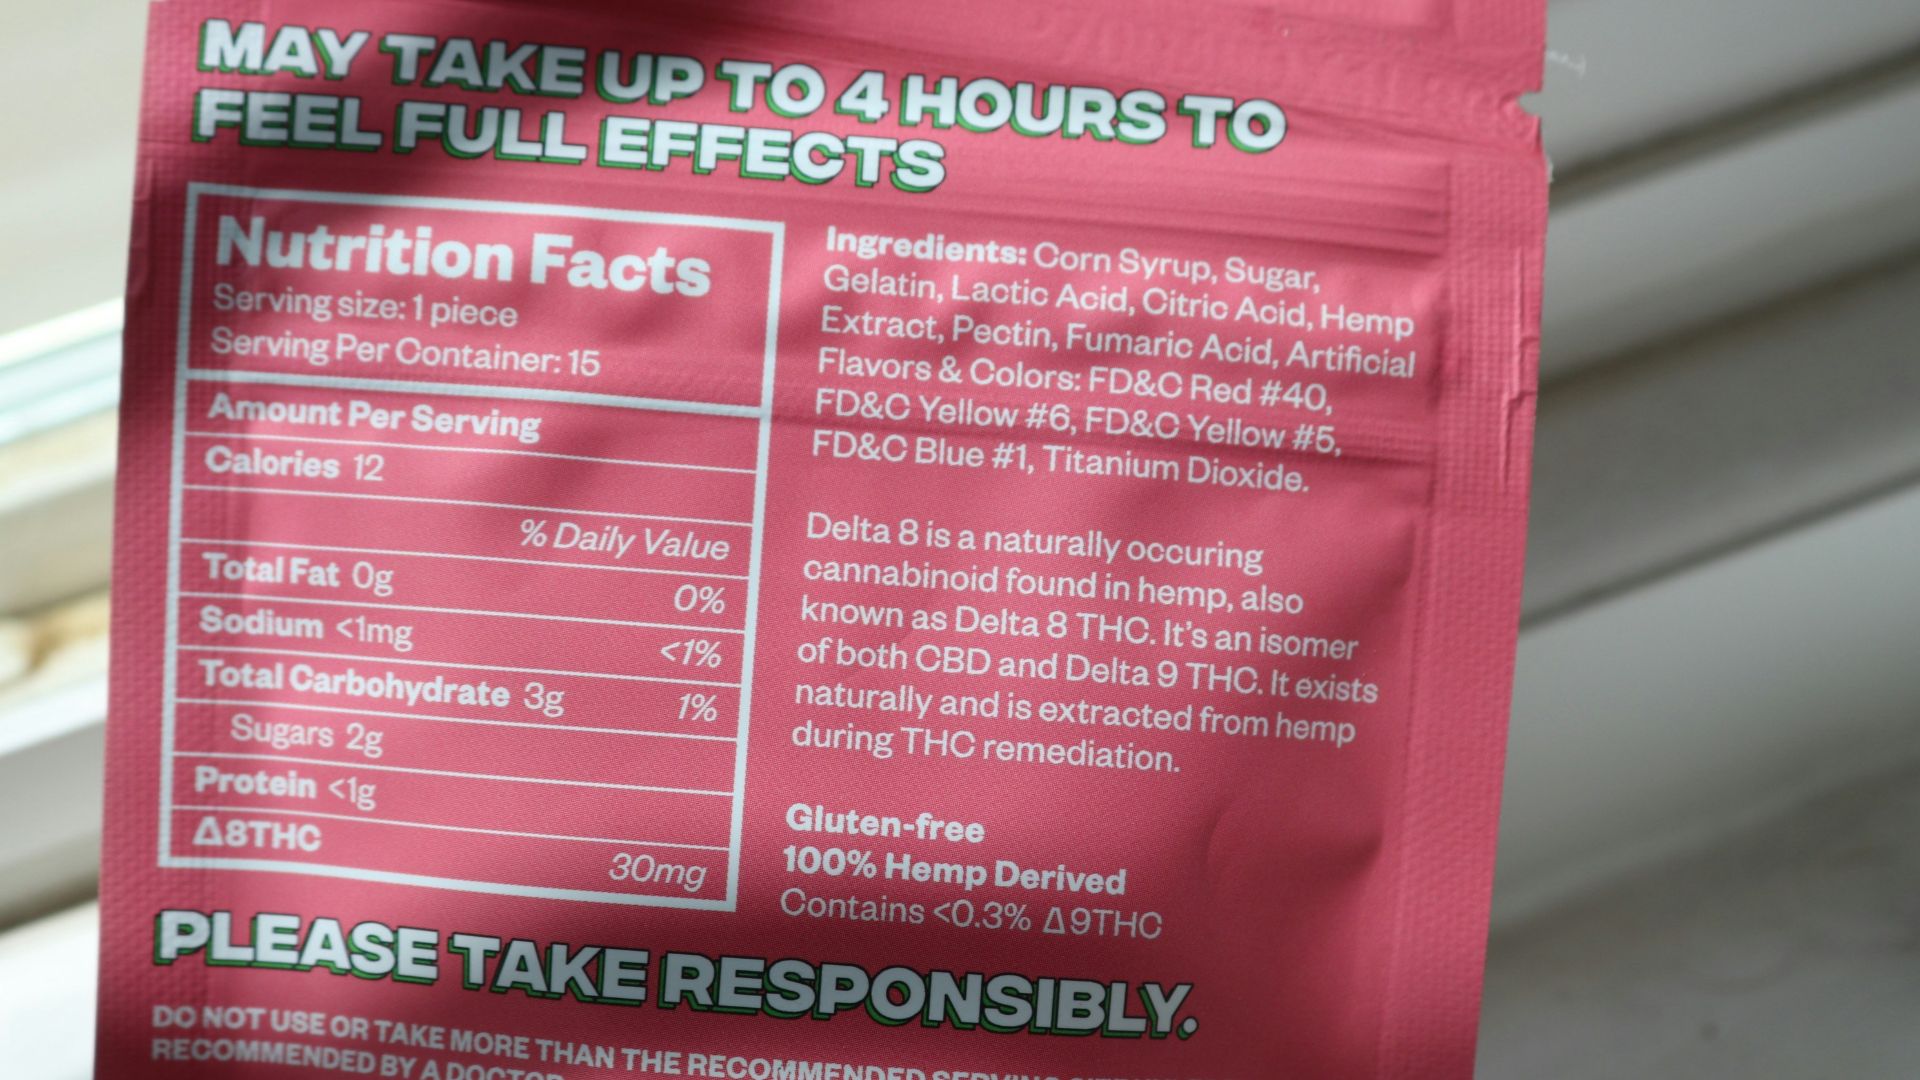 MAY TAKE UP TO 4 HOURS TO
FEEL FULL EFFECTS
Nutrition Facts
Serving size: 1 piece
Serving Per Container: 15
Amount Per Serving
Calories 12
% Daily Value
Total Fat 0g 0%
Sodium <1mg <1%
Total Carbohydrate 3g 1%
Sugars 2g
Protein <1g
Δ8THC 30mg
Ingredients: Corn Syrup, Sugar,
Gelatin, Lactic Acid, Citric Acid, Hemp
Extract, Pectin, Fumaric Acid, Artificial
Flavors & Colors: FD&C Red #40,
FD&C Yellow #6, FD&C Yellow #5,
FD&C Blue #1, Titanium Dioxide.
Delta 8 is a naturally occuring
cannabinoid found in hemp, also
known as Delta 8 THC. It's an isomer
of both CBD and Delta 9 THC. It exists
naturally and is extracted from hemp
during THC remediation.
Gluten-free
100% Hemp Derived
Contains <0.3% Δ9THC
PLEASE TAKE RESPONSIBLY.
DO NOT USE OR TAKE MORE THAN THE RECOMMENDED SERVING
RECOMMENDED BY A DOCTOR